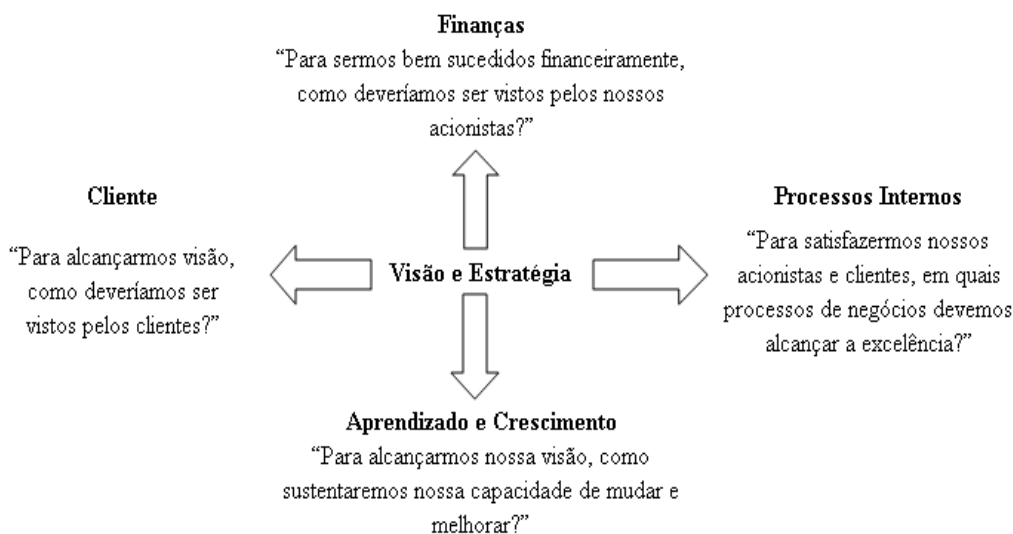 Finanças
“Para sermos bem sucedidos financeiramente,
como deveríamos ser vistos pelos nossos
acionistas?”
Cliente
“Para alcançarmos visão,
como deveríamos ser
vistos pelos clientes?”
Visão e Estratégia
Processos Internos
“Para satisfazermos nossos
acionistas e clientes, em quais
processos de negócios devemos
alcançar a excelência?”
Aprendizado e Crescimento
“Para alcançarmos nossa visão, como
sustentaremos nossa capacidade de mudar e
melhorar?”